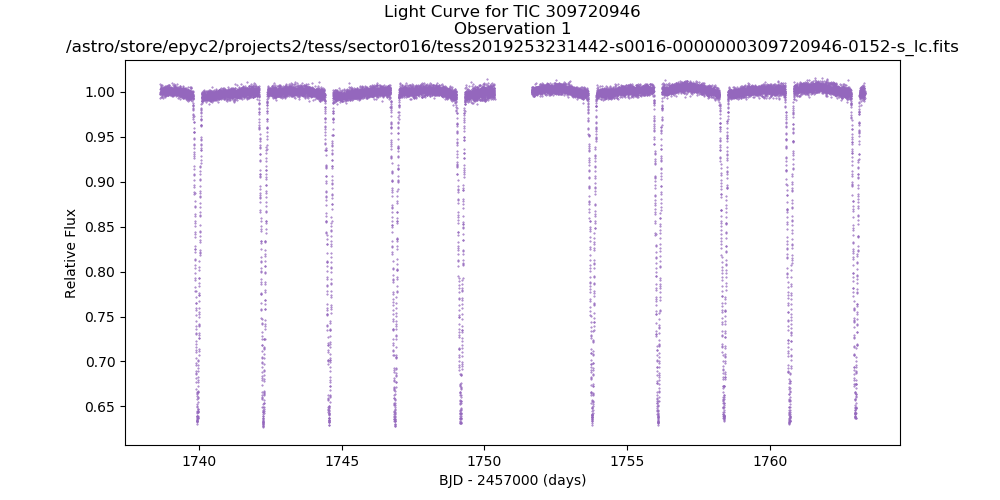 Light Curve for TIC 309720946
Observation 1
/astro/store/epyc2/projects2/tess/sector016/tess2019253231442-s0016-0000000309720946-0152-s_lc.fits
1.00
0.95
0.90
0.85
0.80
0.75
0.70
0.65
Relative Flux
1740 1745 1750 1755 1760
BJD - 2457000 (days)